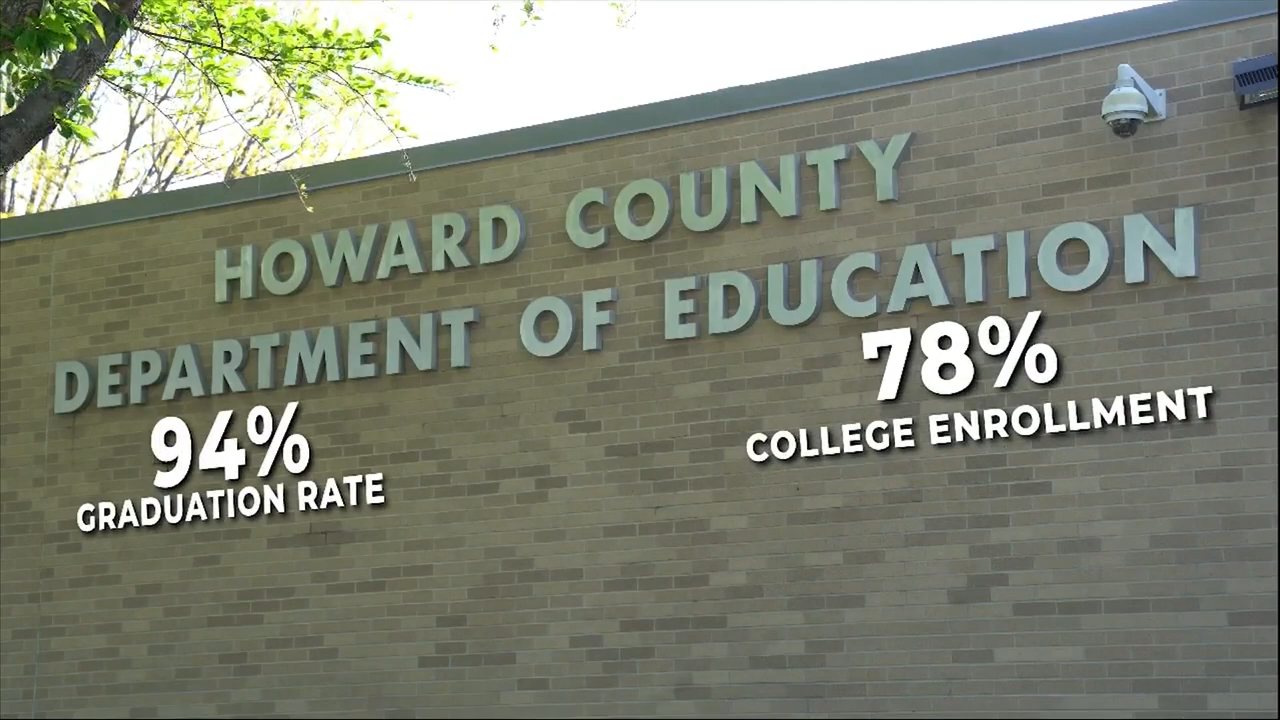 HOWARD COUNTY
DEPARTMENT OF EDUCATION
94%
GRADUATION RATE
78%
COLLEGE ENROLLMENT